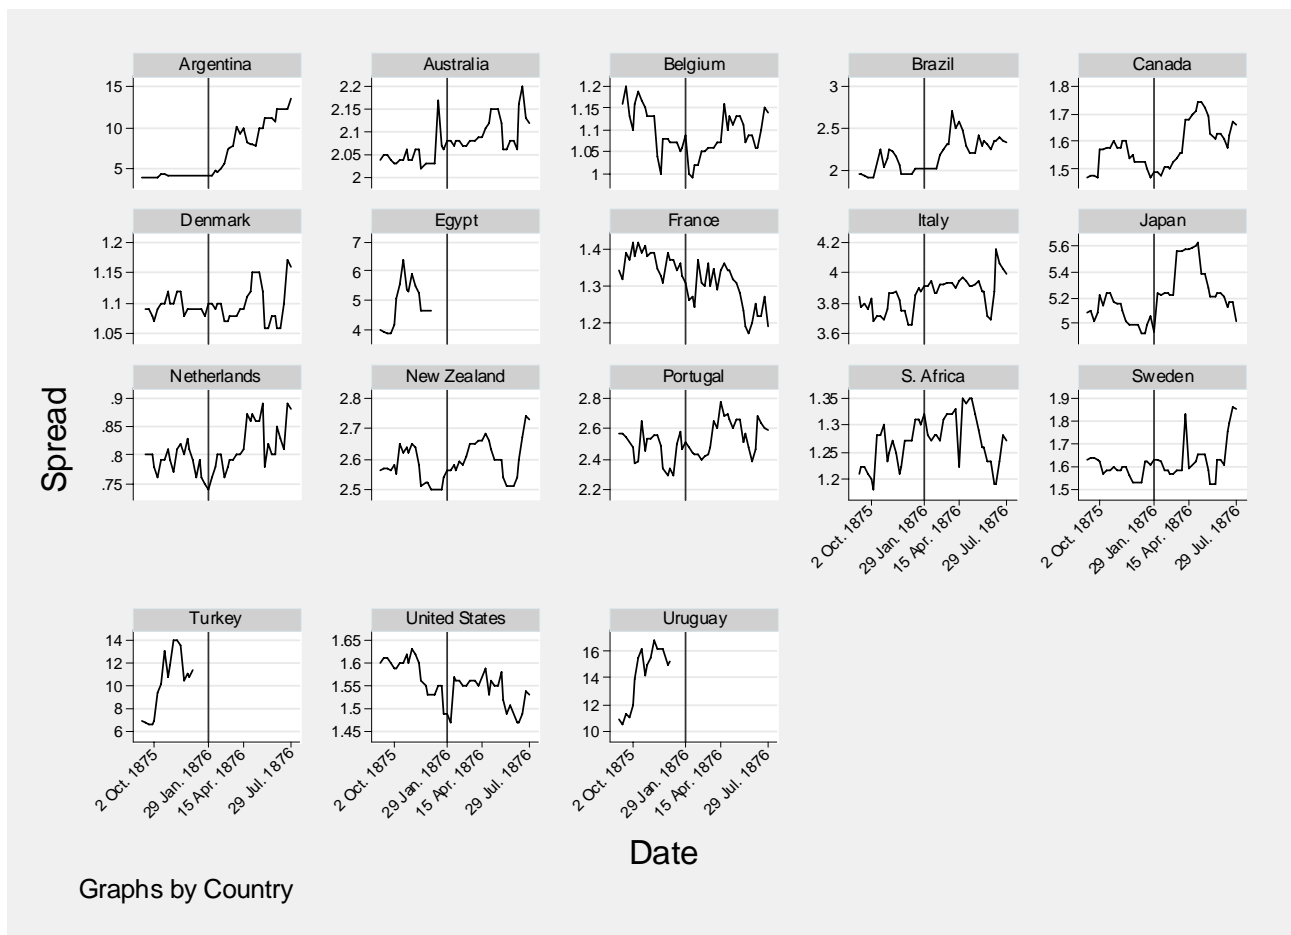 Spread
Argentina
15
10
5
Australia
2.2
2.15
2.1
2.05
2
Belgium
1.2
1.15
1.1
1.05
1
Brazil
3
2.5
2
Canada
1.8
1.7
1.6
1.5
Denmark
1.2
1.15
1.1
1.05
Egypt
7
6
5
4
France
1.4
1.3
1.2
Italy
4.2
4
3.8
3.6
Japan
5.6
5.4
5.2
5
Netherlands
.9
.85
.8
.75
New Zealand
2.8
2.7
2.6
2.5
Portugal
2.8
2.6
2.4
2.2
S. Africa
1.35
1.3
1.25
1.2
2 Oct. 1875
29 Jan. 1876
15 Apr. 1876
29 Jul. 1876
Sweden
1.9
1.8
1.7
1.6
1.5
2 Oct. 1875
29 Jan. 1876
15 Apr. 1876
29 Jul. 1876
Turkey
14
12
10
8
6
2 Oct. 1875
29 Jan. 1876
15 Apr. 1876
29 Jul. 1876
United States
1.65
1.6
1.55
1.5
1.45
2 Oct. 1875
29 Jan. 1876
15 Apr. 1876
29 Jul. 1876
Uruguay
16
14
12
10
2 Oct. 1875
29 Jan. 1876
15 Apr. 1876
29 Jul. 1876
Date
Graphs by Country